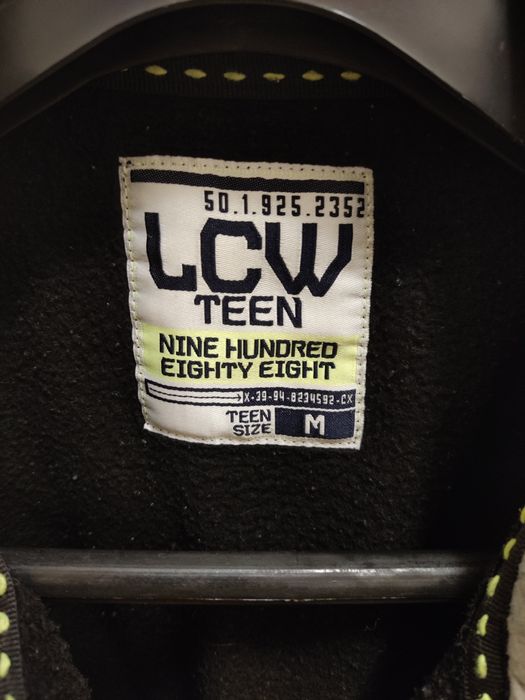 50.1.925.2352
LCW
TEEN
NINE HUNDRED
EIGHTY EIGHT
X-39-94-8234592-CX
TEEN
SIZE M